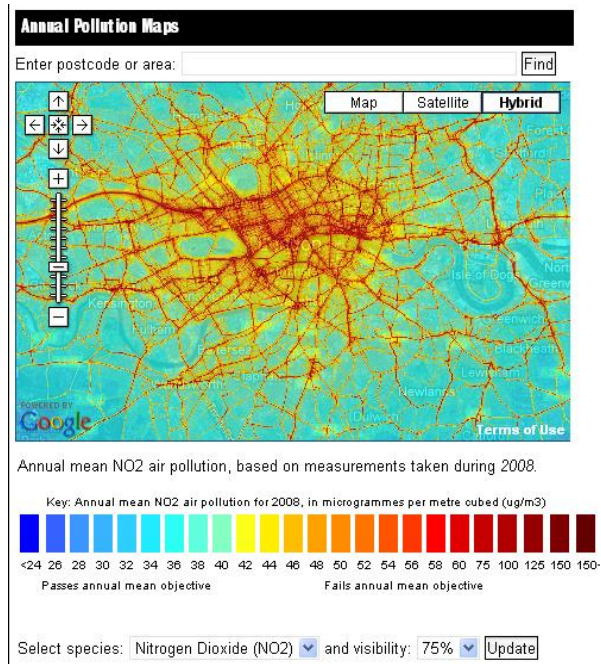 Annual Pollution Maps
Enter postcode or area:
Find
Map Satellite Hybrid
Isle of Dogs
Kensington
Fulham
Greenwich
Blackheath
Lewisham
Newlands
Dulwich
POWERED BY
Google
Terms of Use
Annual mean NO2 air pollution, based on measurements taken during 2008.
Key: Annual mean NO2 air pollution for 2008, in microgrammes per metre cubed (ug/m3)
<24 26 28 30 32 34 36 38 40 42 44 46 48 50 52 54 56 58 60 75 100 125 150 150
Passes annual mean objective Fails annual mean objective
Select species: Nitrogen Dioxide (NO2) and visibility: 75% Update